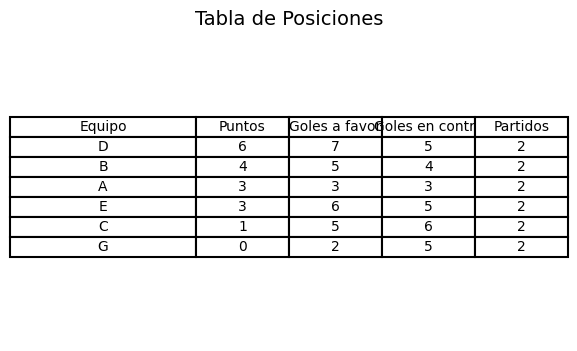 Tabla de Posiciones
Equipo Puntos Goles a favor Goles en contr Partidos
D 6 7 5 2
B 4 5 4 2
A 3 3 3 2
E 3 6 5 2
C 1 5 6 2
G 0 2 5 2